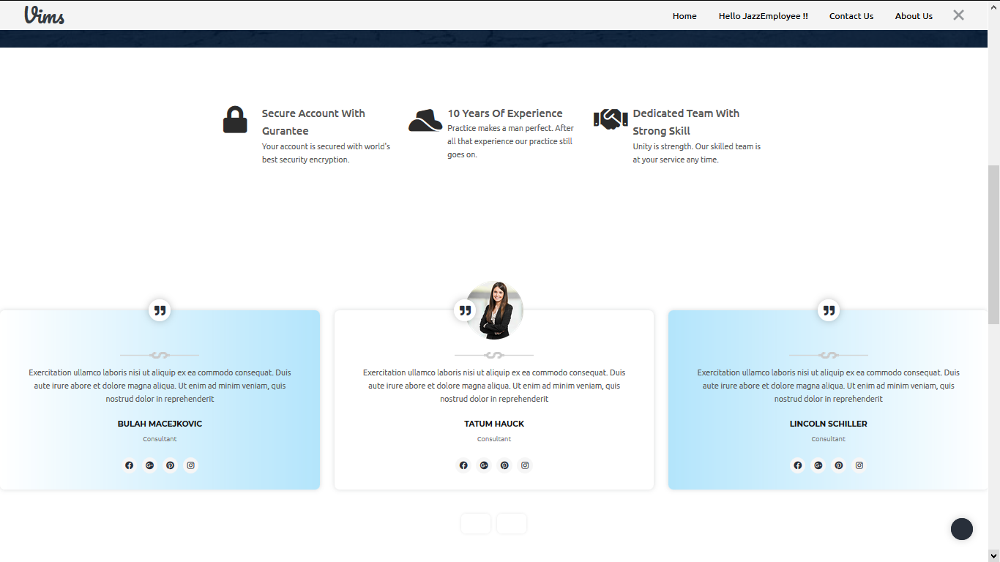 Vims
Home
Hello JazzEmployee !!
Contact Us
About Us
Secure Account With
Gurantee
Your account is secured with world's
best security encryption.
10 Years Of Experience
Practice makes a man perfect. After
all that experience our practice still
goes on.
Dedicated Team With
Strong Skill
Unity is strength. Our skilled team is
at your service any time.
Exercitation ullamco laboris nisi ut aliquip ex ea commodo consequat. Duis
aute irure abore et dolore magna aliqua. Ut enim ad minim veniam, quis
nostrud dolor in reprehenderit
BULAH MACEJKOVIC
Consultant
Exercitation ullamco laboris nisi ut aliquip ex ea commodo consequat. Duis
aute irure abore et dolore magna aliqua. Ut enim ad minim veniam, quis
nostrud dolor in reprehenderit
TATUM HAUCK
Consultant
Exercitation ullamco laboris nisi ut aliquip ex ea commodo consequat. Duis
aute irure abore et dolore magna aliqua. Ut enim ad minim veniam, quis
nostrud dolor in reprehenderit
LINCOLN SCHILLER
Consultant